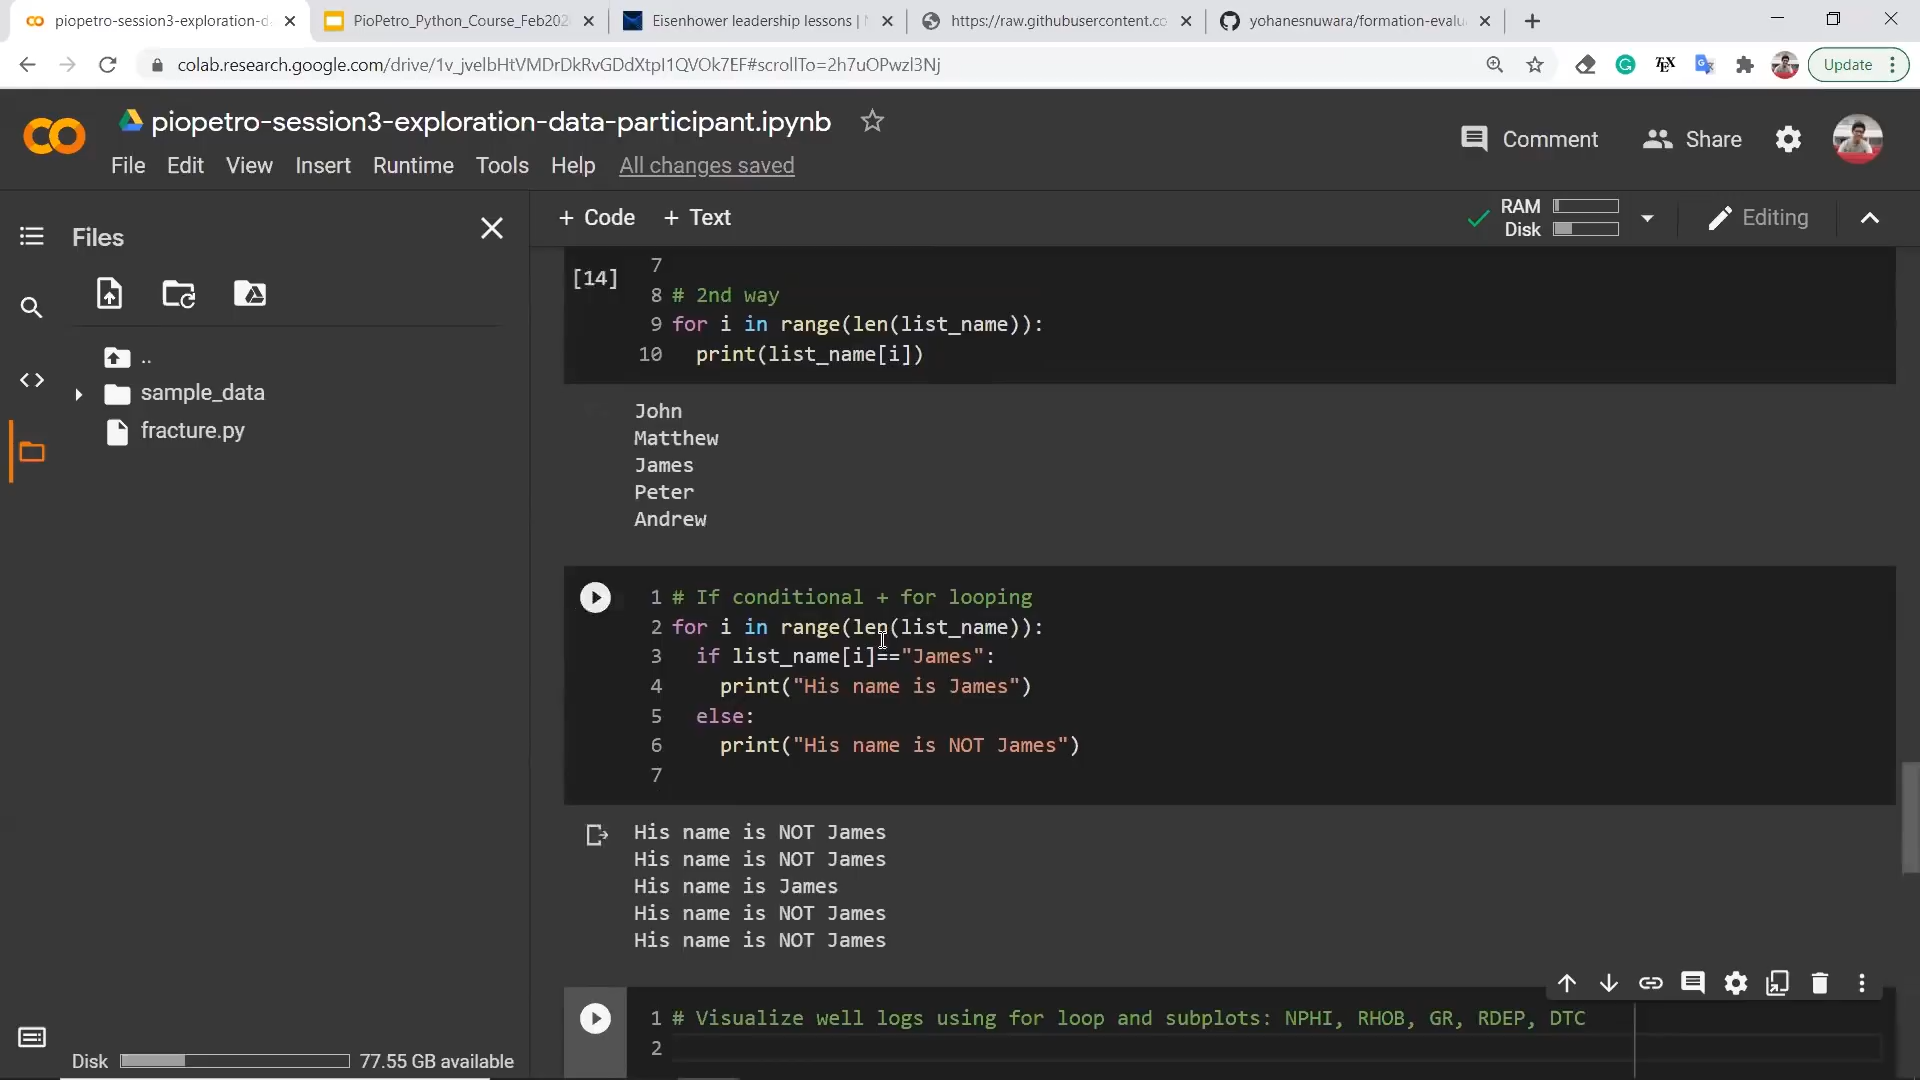 piopetro-session3-exploration-d
PioPetro_Python_Course_Feb202
Eisenhower leadership lessons |
https://raw.githubusercontent.co
yohanesnuwara/formation-evalu
colab.research.google.com/drive/1v_jvelbHtVMDrDkRvGDdXtpI1QVOk7EF#scrollTo=2h7uOPwzl3Nj
Update
piopetro-session3-exploration-data-participant.ipynb
Comment
Share
File Edit View Insert Runtime Tools Help All changes saved
Files
+ Code + Text
RAM
Disk
Editing
..
sample_data
fracture.py
[14]
7
8 # 2nd way
9 for i in range(len(list_name)):
10 print(list_name[i])
John
Matthew
James
Peter
Andrew
1 # If conditional + for looping
2 for i in range(len(list_name)):
3 if list_name[i]=="James":
4 print("His name is James")
5 else:
6 print("His name is NOT James")
7
His name is NOT James
His name is NOT James
His name is James
His name is NOT James
His name is NOT James
1 # Visualize well logs using for loop and subplots: NPHI, RHOB, GR, RDEP, DTC
2
Disk 77.55 GB available